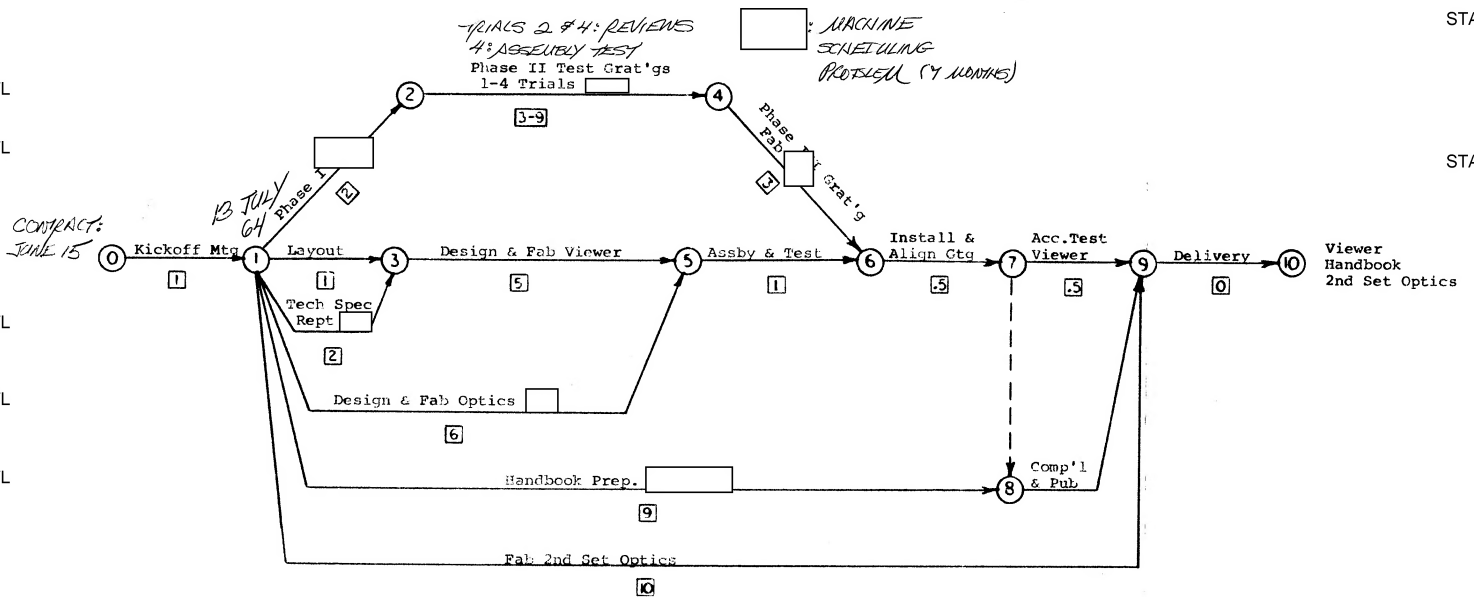 TRIALS 2 & 4: REVIEWS
4: ASSEMBLY TEST
Phase II Test Grat'gs
1-4 Trials
3-9
: MACHINE
SCHEDULING
PROBLEM (7 MONTHS)
STA
STA
L
L
L
L
L
2
4
Phase I
2
Phase III Grat'g
Fab
3
13 JULY
64
CONTRACT:
JUNE 15
0
Kickoff Mtg
1
1
Layout
1
3
Design & Fab Viewer
5
5
Assby & Test
1
6
Install &
Align Gtg
.5
7
Acc.Test
Viewer
.5
9
Delivery
0
10
Viewer
Handbook
2nd Set Optics
Tech Spec
Rept
2
Design & Fab Optics
6
Handbook Prep.
9
8
Comp'l
& Pub
Fab 2nd Set Optics
10